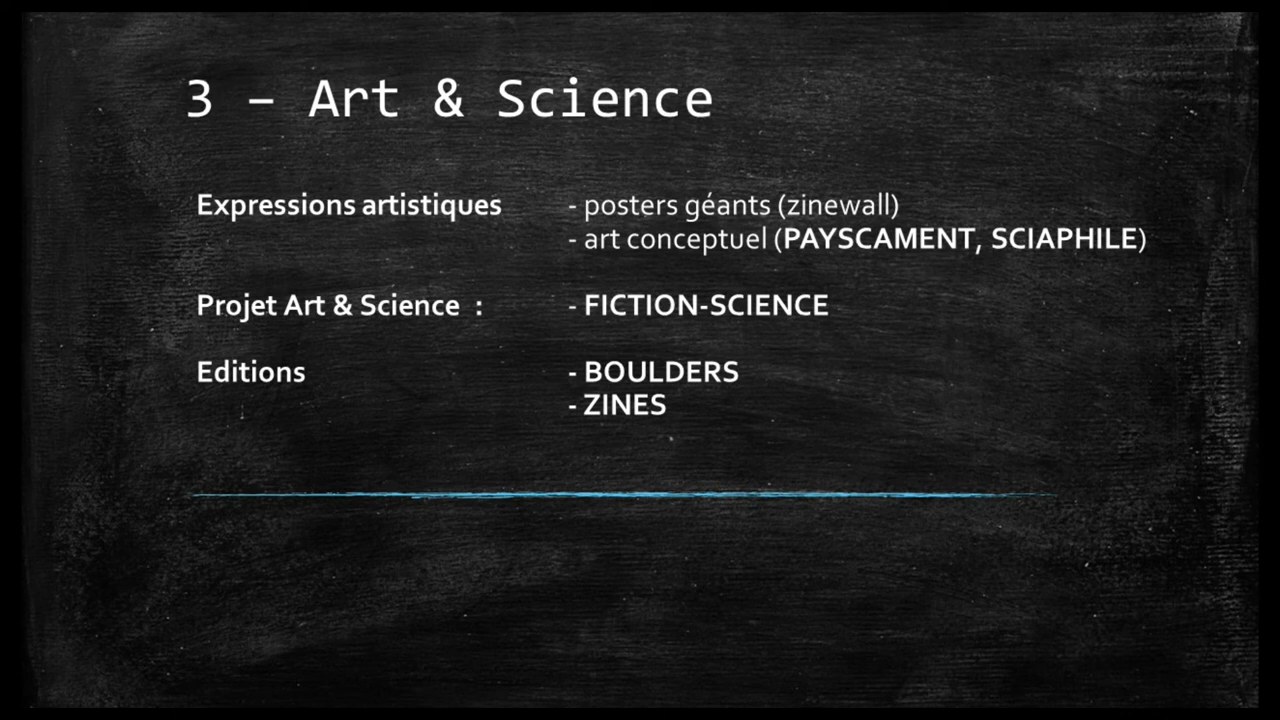 3 – Art & Science
Expressions artistiques - posters géants (zinewall)
- art conceptuel (PAYSCAMENT, SCIAPHILE)
Projet Art & Science : - FICTION-SCIENCE
Editions - BOULDERS
- ZINES